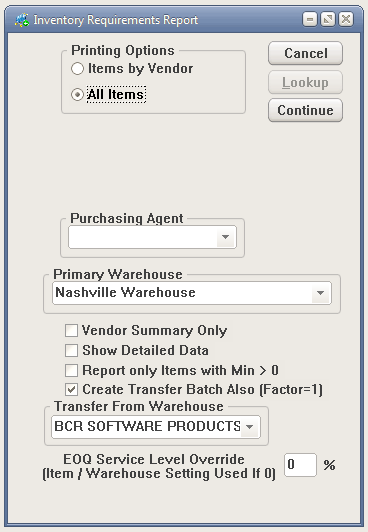 Inventory Requirements Report
Printing Options
Items by Vendor
All Items
Cancel
Lookup
Continue
Purchasing Agent
Primary Warehouse
Nashville Warehouse
Vendor Summary Only
Show Detailed Data
Report only Items with Min > 0
Create Transfer Batch Also (Factor=1)
Transfer From Warehouse
BCR SOFTWARE PRODUCTS
EOQ Service Level Override
(Item / Warehouse Setting Used If 0)
0 %